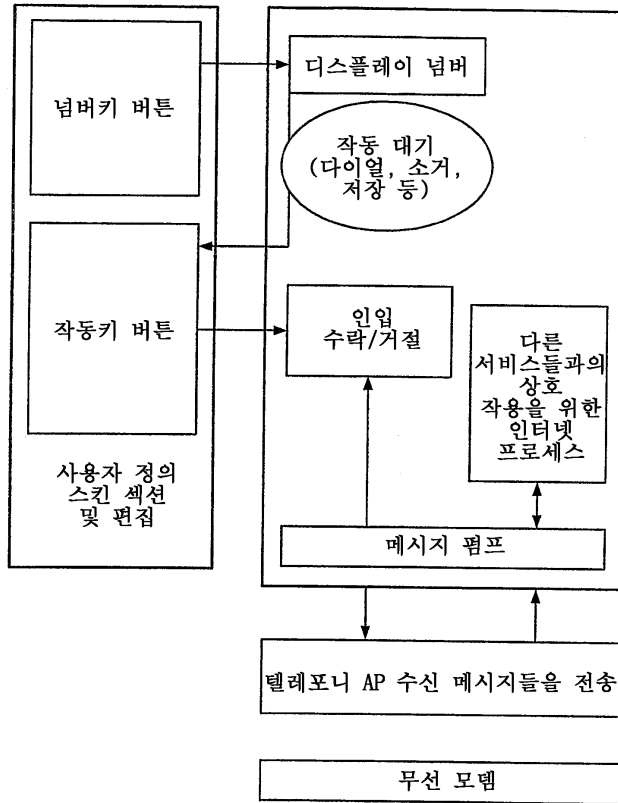 넘버키 버튼
디스플레이 넘버
작동 대기
(다이얼, 소거,
저장 등)
작동키 버튼
인입
수락/거절
다른
서비스들과의
상호
작용을 위한
인터넷
프로세스
사용자 정의
스킨 섹션
및 편집
메시지 펌프
텔레포니 AP 수신 메시지들을 전송
무선 모뎀